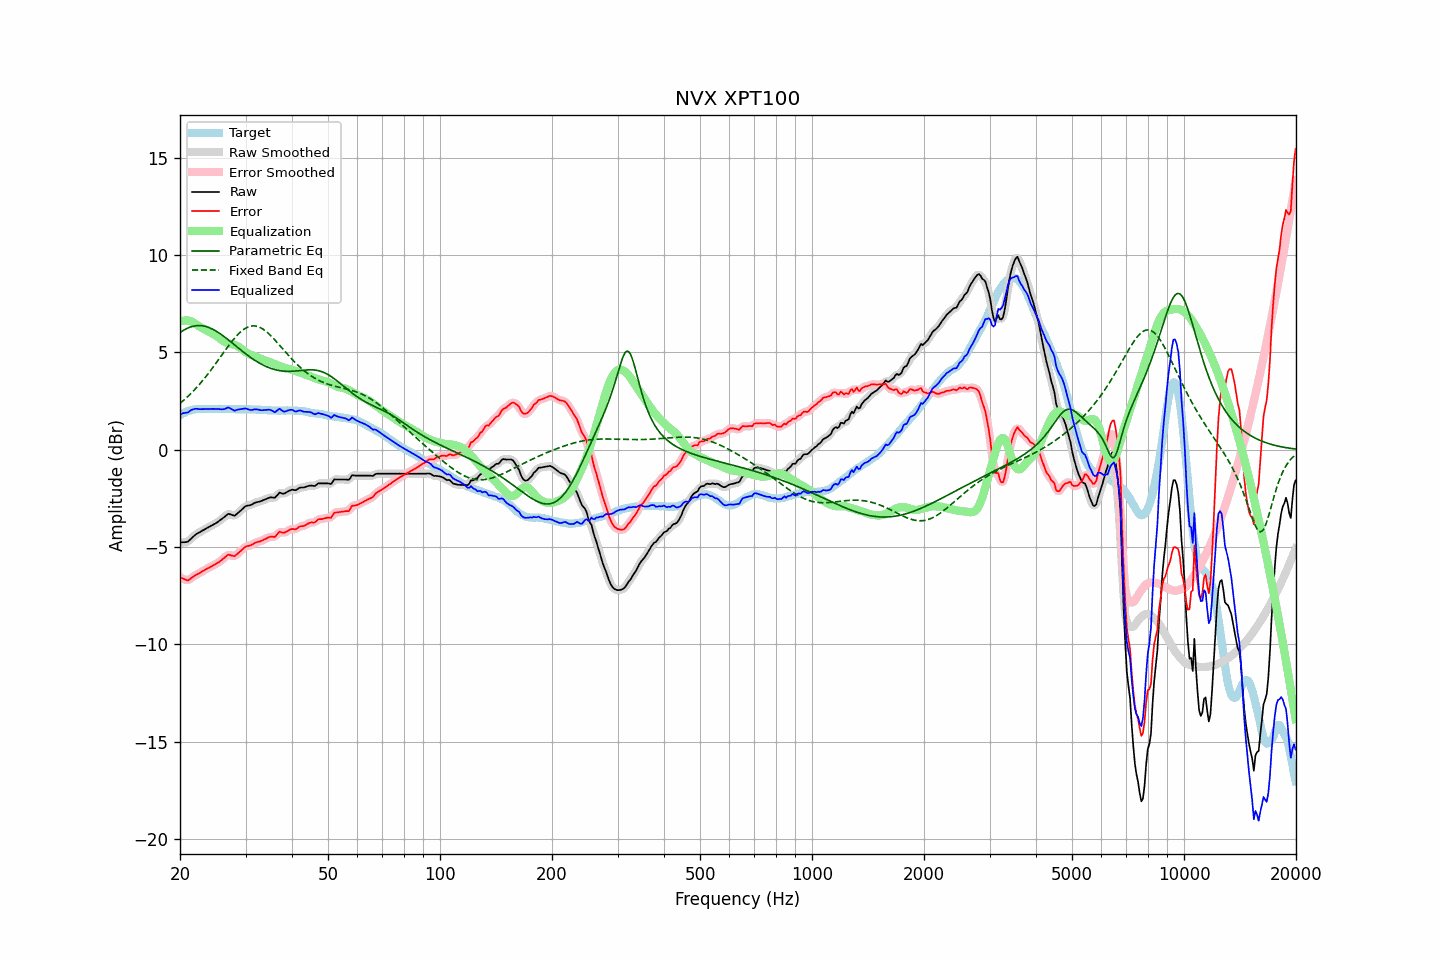 NVX XPT100
Target
Raw Smoothed
Error Smoothed
Raw
Error
Equalization
Parametric Eq
Fixed Band Eq
Equalized
15
10
5
0
−5
−10
−15
−20
Amplitude (dBr)
20 50 100 200 500 1000 2000 5000 10000 20000
Frequency (Hz)